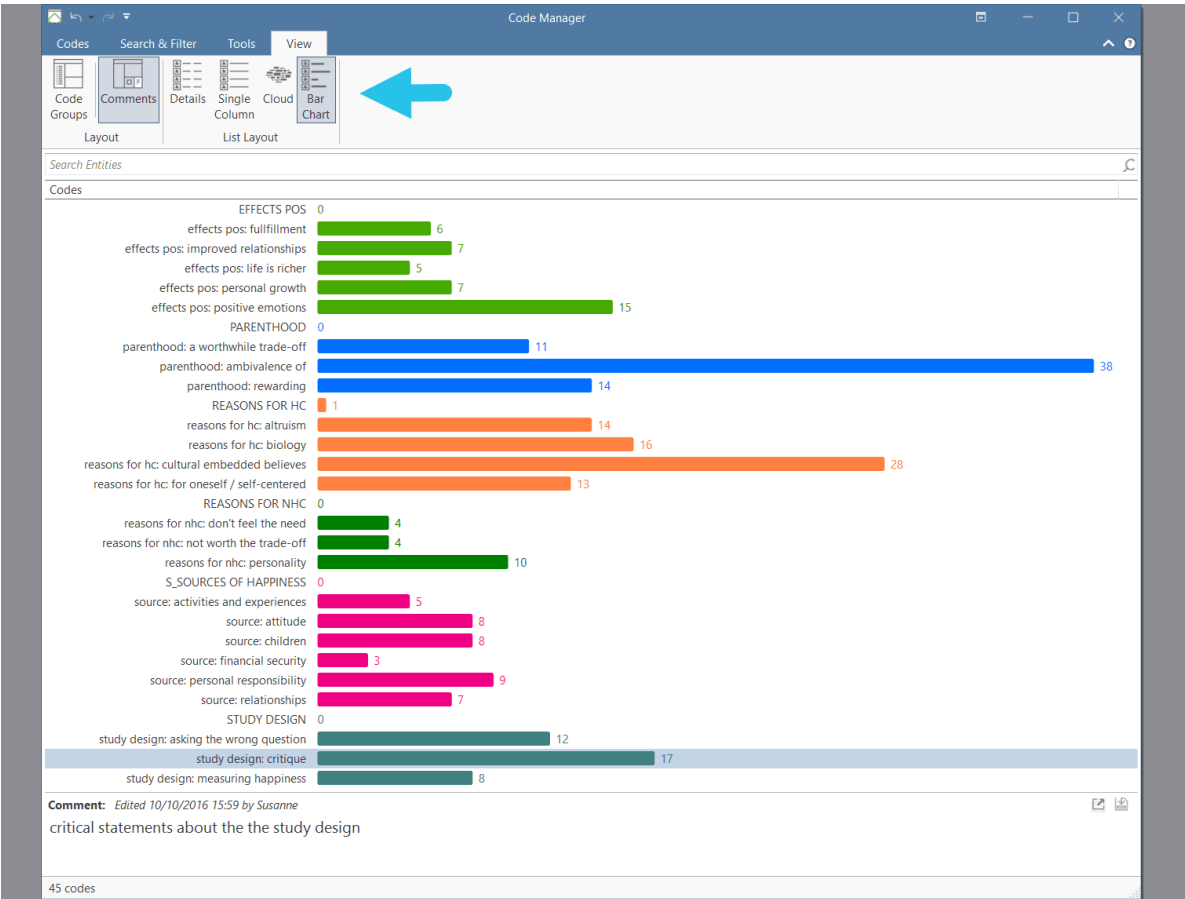 Code Manager
Codes Search & Filter Tools View
Code Groups Comments Details Single Column Cloud Bar Chart
Layout List Layout
Search Entities
Codes
EFFECTS POS 0
effects pos: fullfillment 6
effects pos: improved relationships 7
effects pos: life is richer 5
effects pos: personal growth 7
effects pos: positive emotions 15
PARENTHOOD 0
parenthood: a worthwhile trade-off 11
parenthood: ambivalence of 38
parenthood: rewarding 14
REASONS FOR HC 1
reasons for hc: altruism 14
reasons for hc: biology 16
reasons for hc: cultural embedded believes 28
reasons for hc: for oneself / self-centered 13
REASONS FOR NHC 0
reasons for nhc: don't feel the need 4
reasons for nhc: not worth the trade-off 4
reasons for nhc: personality 10
S_SOURCES OF HAPPINESS 0
source: activities and experiences 5
source: attitude 8
source: children 8
source: financial security 3
source: personal responsibility 9
source: relationships 7
STUDY DESIGN 0
study design: asking the wrong question 12
study design: critique 17
study design: measuring happiness 8
Comment: Edited 10/10/2016 15:59 by Susanne
critical statements about the the study design
45 codes